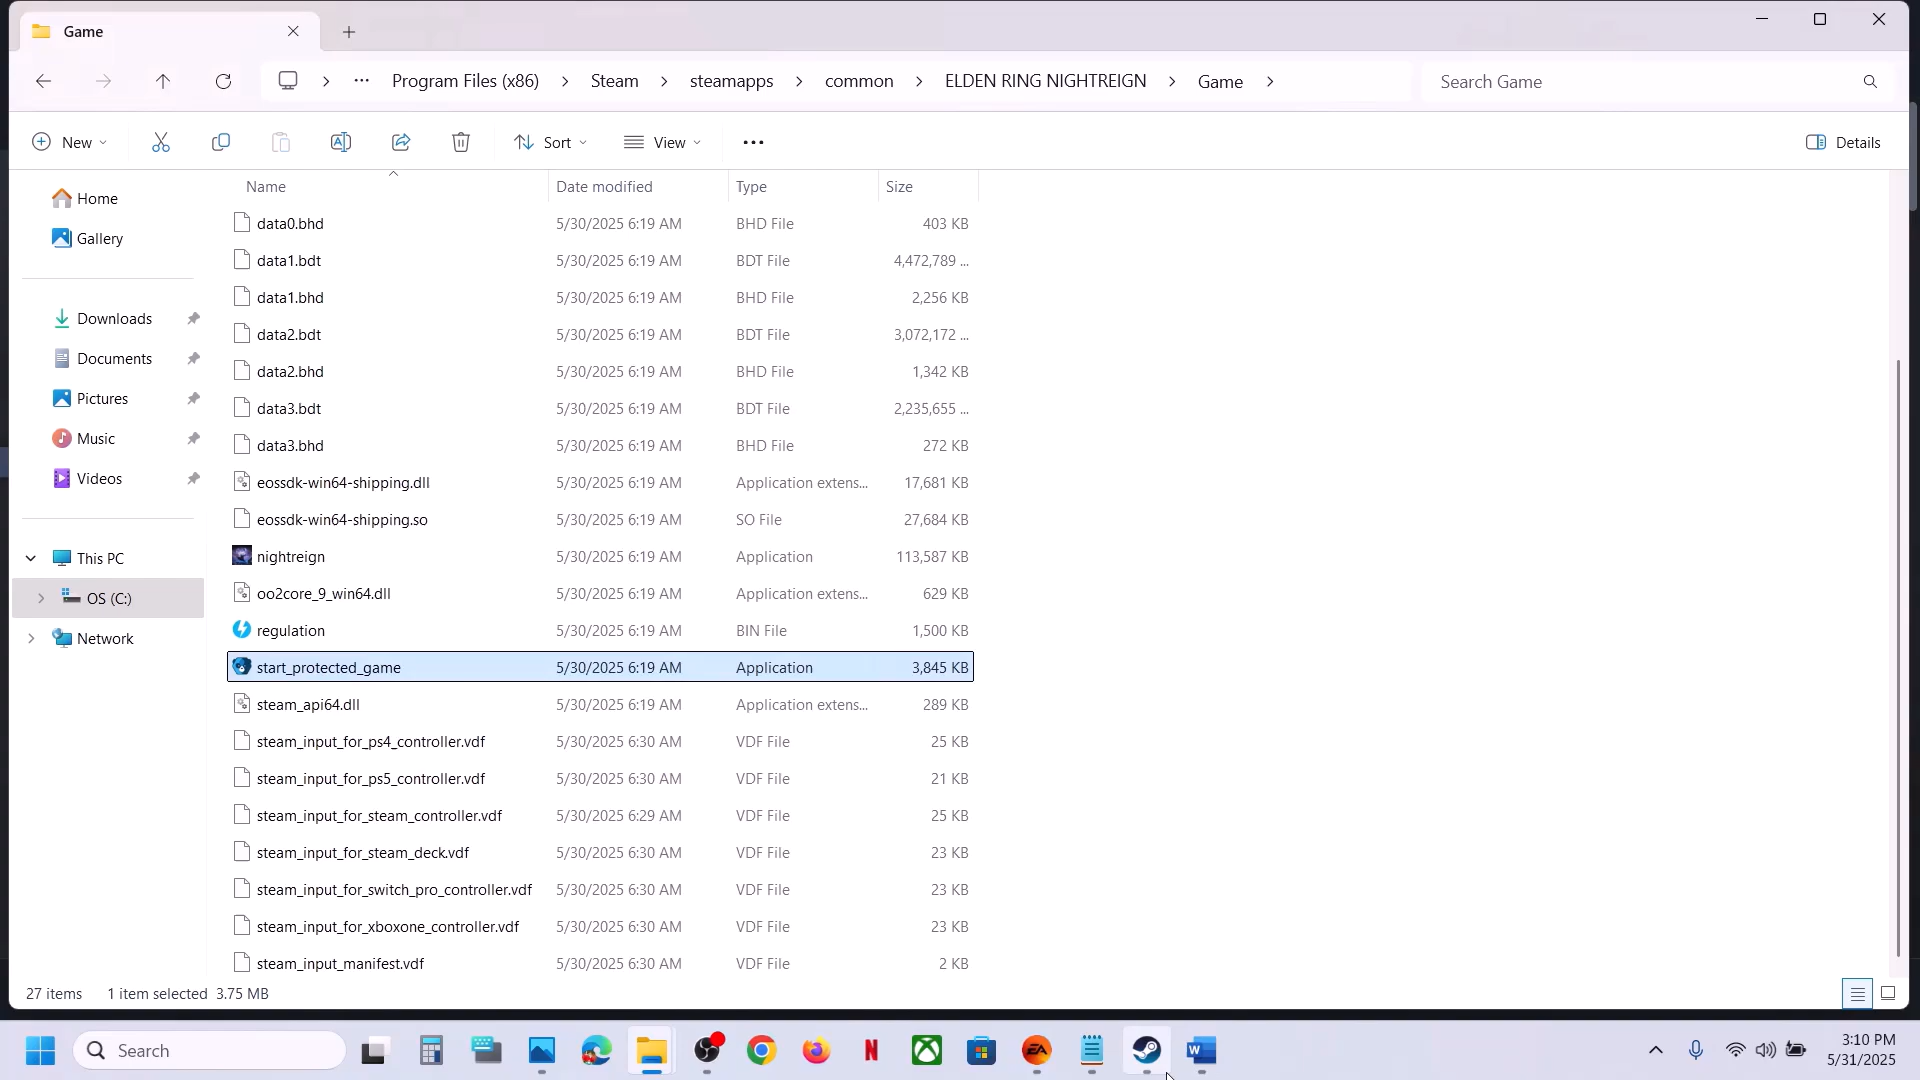 Game
Program Files (x86) Steam steamapps common ELDEN RING NIGHTREIGN Game
Search Game
New Sort View Details
Name Date modified Type Size
Home
Gallery
Downloads
Documents
Pictures
Music
Videos
This PC
OS (C:)
Network
data0.bhd 5/30/2025 6:19 AM BHD File 403 KB
data1.bdt 5/30/2025 6:19 AM BDT File 4,472,789 ...
data1.bhd 5/30/2025 6:19 AM BHD File 2,256 KB
data2.bdt 5/30/2025 6:19 AM BDT File 3,072,172 ...
data2.bhd 5/30/2025 6:19 AM BHD File 1,342 KB
data3.bdt 5/30/2025 6:19 AM BDT File 2,235,655 ...
data3.bhd 5/30/2025 6:19 AM BHD File 272 KB
eossdk-win64-shipping.dll 5/30/2025 6:19 AM Application extens... 17,681 KB
eossdk-win64-shipping.so 5/30/2025 6:19 AM SO File 27,684 KB
nightreign 5/30/2025 6:19 AM Application 113,587 KB
oo2core_9_win64.dll 5/30/2025 6:19 AM Application extens... 629 KB
regulation 5/30/2025 6:19 AM BIN File 1,500 KB
start_protected_game 5/30/2025 6:19 AM Application 3,845 KB
steam_api64.dll 5/30/2025 6:19 AM Application extens... 289 KB
steam_input_for_ps4_controller.vdf 5/30/2025 6:30 AM VDF File 25 KB
steam_input_for_ps5_controller.vdf 5/30/2025 6:30 AM VDF File 21 KB
steam_input_for_steam_controller.vdf 5/30/2025 6:29 AM VDF File 25 KB
steam_input_for_steam_deck.vdf 5/30/2025 6:30 AM VDF File 23 KB
steam_input_for_switch_pro_controller.vdf 5/30/2025 6:30 AM VDF File 23 KB
steam_input_for_xboxone_controller.vdf 5/30/2025 6:30 AM VDF File 23 KB
steam_input_manifest.vdf 5/30/2025 6:30 AM VDF File 2 KB
27 items 1 item selected 3.75 MB
Search
3:10 PM
5/31/2025